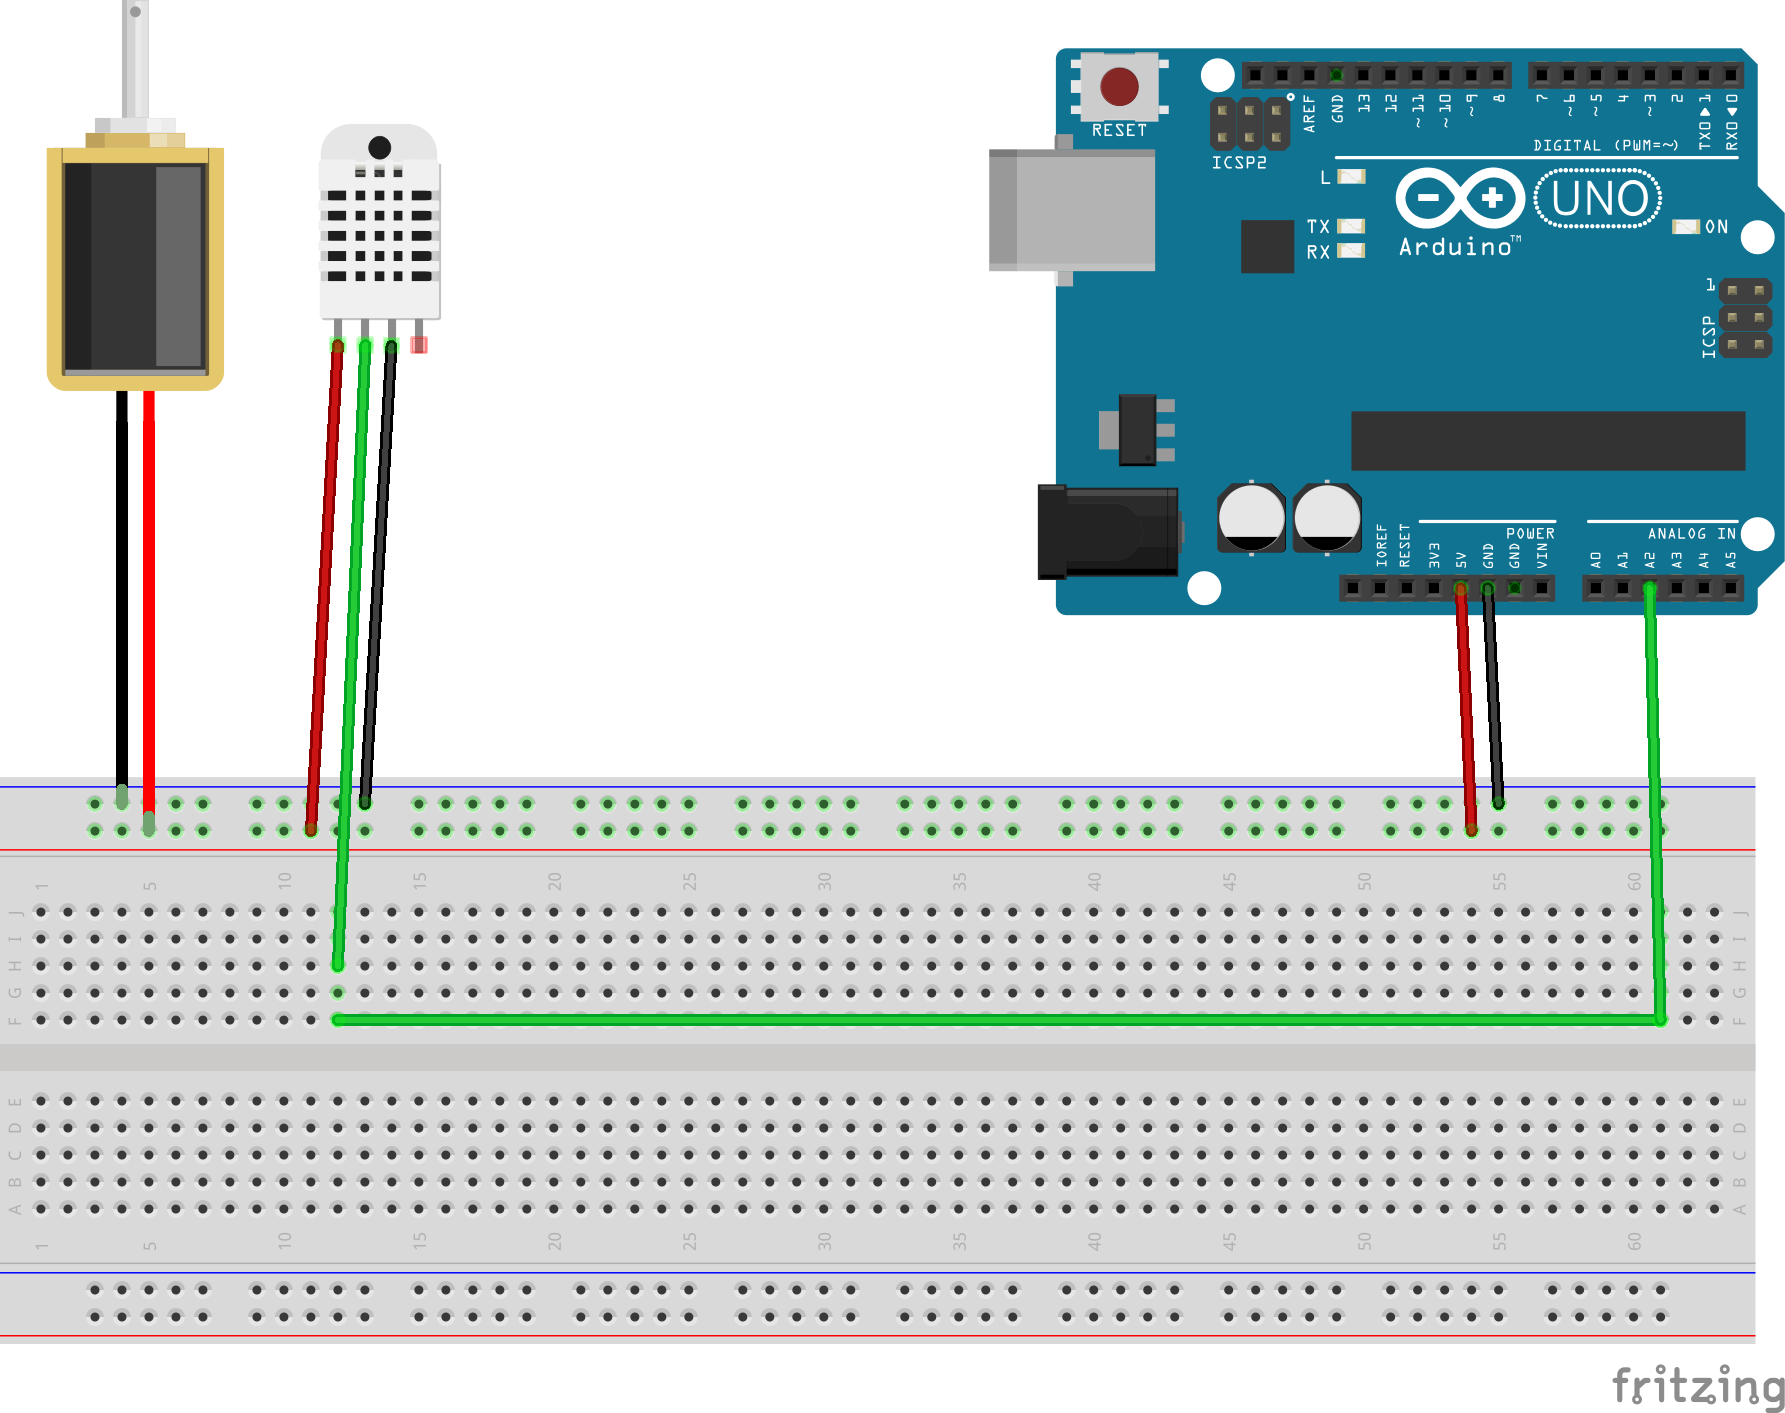 RESET
ICSP2
AREF
GND
13
12
~11
~10
~9
8
7
~6
~5
4
~3
2
TX0▶1
RX0◀0
DIGITAL (PWM=~)
L
TX
RX
UNO
Arduino™
ON
1
ICSP
POWER
ANALOG IN
IOREF
RESET
3V3
5V
GND
GND
VIN
A0
A1
A2
A3
A4
A5
1 5 10 15 20 25 30 35 40 45 50 55 60
J J
I I
H H
G G
F F
E E
D D
C C
B B
A A
1 5 10 15 20 25 30 35 40 45 50 55 60
fritzing